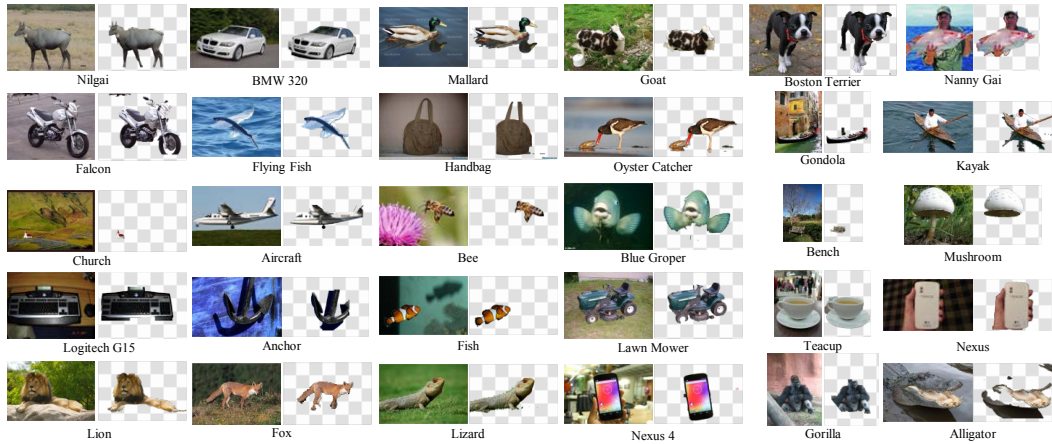 Nilgai
BMW 320
Mallard
Goat
Boston Terrier
Nanny Gai
Falcon
Flying Fish
Handbag
Oyster Catcher
Gondola
Kayak
Church
Aircraft
Bee
Blue Groper
Bench
Mushroom
Logitech G15
Anchor
Fish
Lawn Mower
Teacup
Nexus
Lion
Fox
Lizard
Nexus 4
Gorilla
Alligator